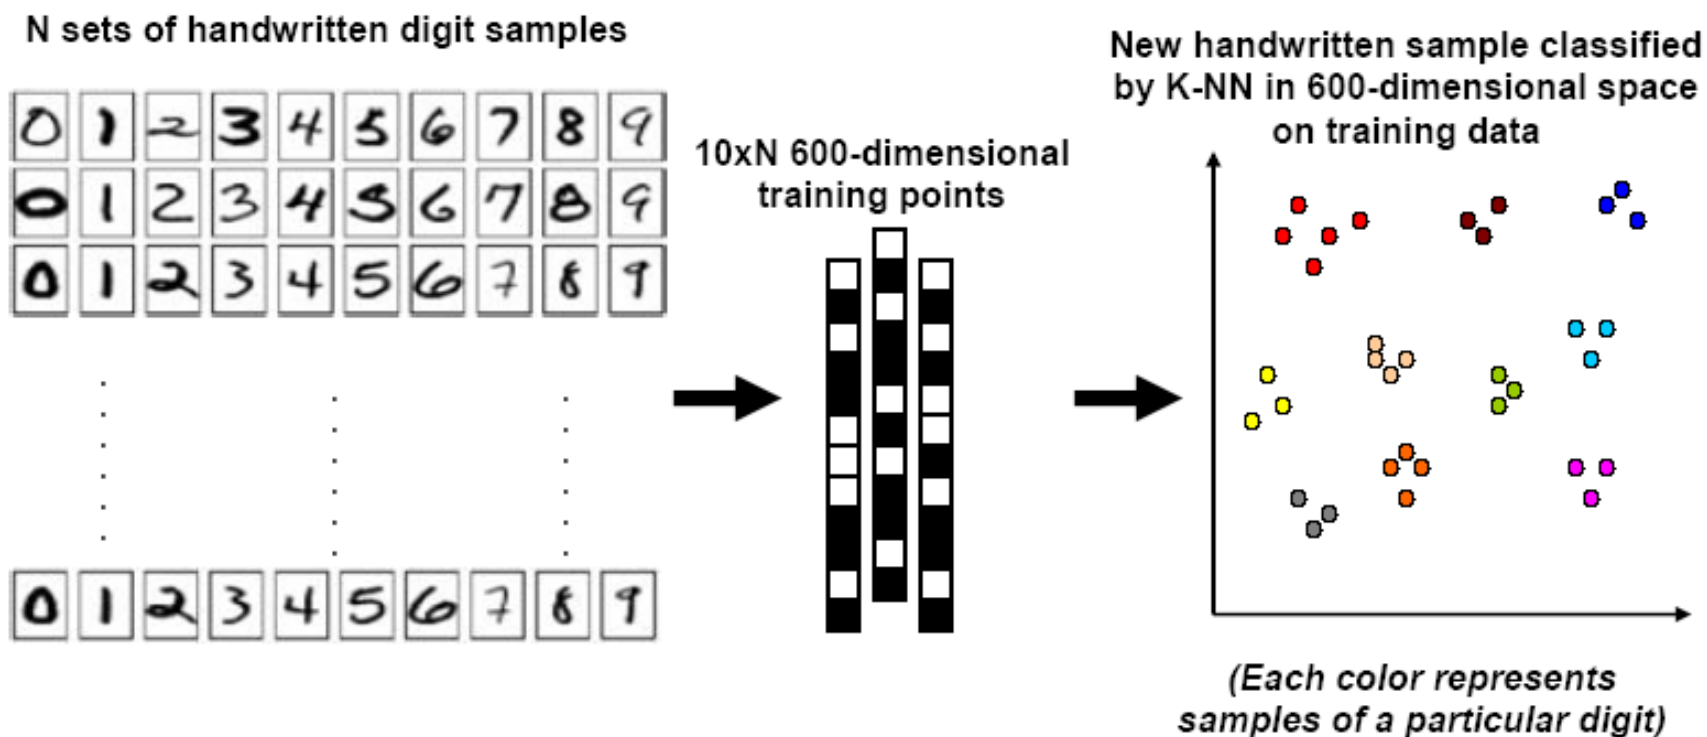 N sets of handwritten digit samples
0 1 2 3 4 5 6 7 8 9
0 1 2 3 4 5 6 7 8 9
0 1 2 3 4 5 6 7 8 9
0 1 2 3 4 5 6 7 8 9
10xN 600-dimensional
training points
New handwritten sample classified
by K-NN in 600-dimensional space
on training data
(Each color represents
samples of a particular digit)